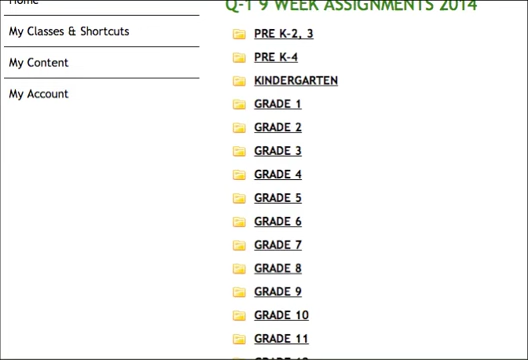 Home
My Classes & Shortcuts
My Content
My Account
Q-1 9 WEEK ASSIGNMENTS 2014
PRE K-2, 3
PRE K-4
KINDERGARTEN
GRADE 1
GRADE 2
GRADE 3
GRADE 4
GRADE 5
GRADE 6
GRADE 7
GRADE 8
GRADE 9
GRADE 10
GRADE 11
GRADE 12